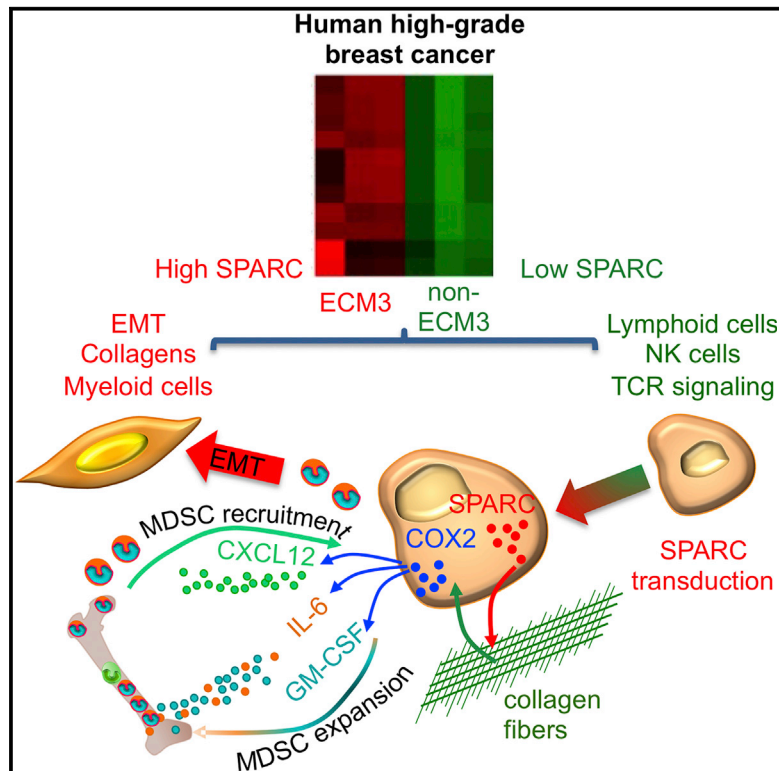 Human high-grade
breast cancer
High SPARC
Low SPARC
ECM3
non-
ECM3
EMT
Collagens
Myeloid cells
Lymphoid cells
NK cells
TCR signaling
EMT
MDSC recruitment
CXCL12
IL-6
GM-CSF
MDSC expansion
SPARC
COX2
SPARC
transduction
collagen
fibers